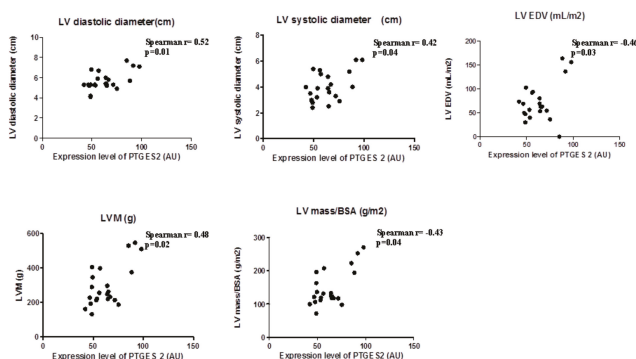 LV diastolic diameter(cm)
Spearman r= 0.52
p=0.01
LV diastolic diameter (cm)
10
8
6
4
2
0
0 50 100 150
Expression level of PTGES2 (AU)
LV systolic diameter (cm)
Spearman r= 0.42
p=0.04
LV systolic diameter (cm)
8
6
4
2
0
0 50 100 150
Expression level of PTGES 2 (AU)
LV EDV (mL/m2)
Spearman r= -0.46
p=0.03
LV EDV (mL/m2)
200
150
100
50
0
0 50 100 150
Expression level of PTGES 2 (AU)
LVM (g)
Spearman r= 0.48
p=0.02
LVM (g)
600
400
200
0
0 50 100 150
Expression level of PTGES 2 (AU)
LV mass/BSA (g/m2)
Spearman r= -0.43
p=0.04
LV mass/BSA (g/m2)
300
200
100
0
0 50 100 150
Expression level of PTGES 2 (AU)